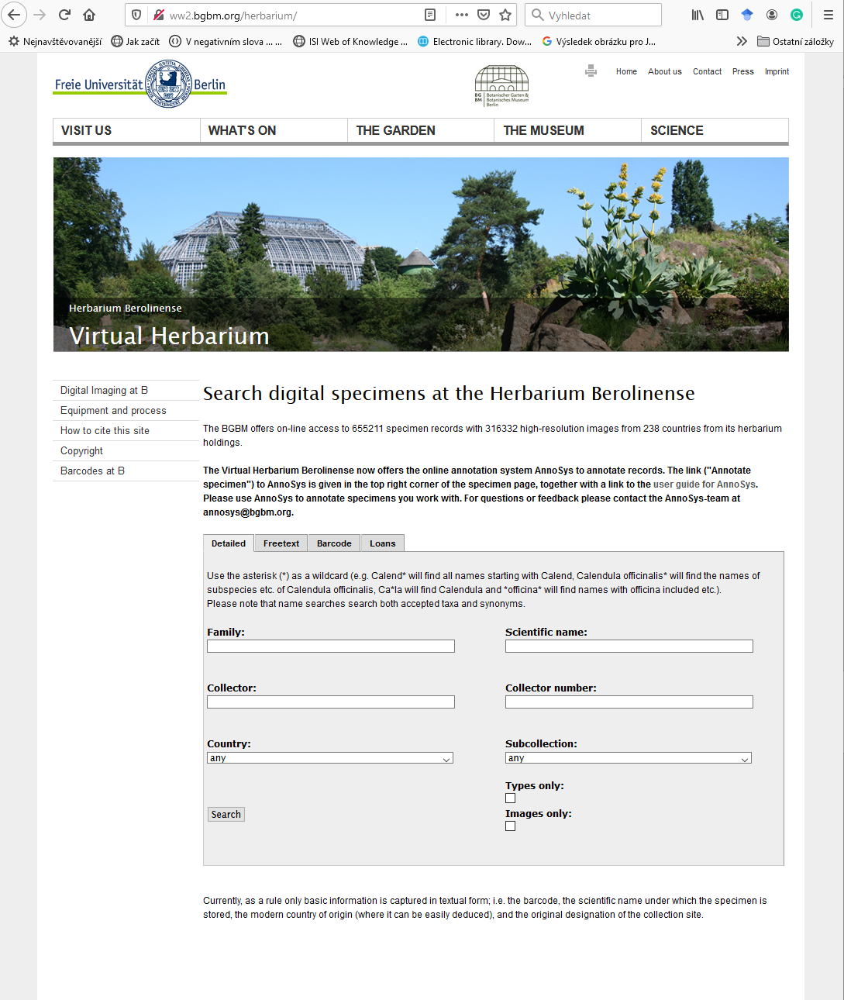 ww2.bgbm.org/herbarium/
Vyhledat
Nejnavštěvovanější
Jak začít
V negativním slova ... ...
ISI Web of Knowledge ...
Electronic library. Dow...
Výsledek obrázku pro J...
Ostatní záložky
Freie Universität Berlin
BG
BM
Botanischer Garten &
Botanisches Museum
Berlin
Home
About us
Contact
Press
Imprint
VISIT US
WHAT'S ON
THE GARDEN
THE MUSEUM
SCIENCE
Herbarium Berolinense
Virtual Herbarium
Digital Imaging at B
Equipment and process
How to cite this site
Copyright
Barcodes at B
Search digital specimens at the Herbarium Berolinense
The BGBM offers on-line access to 655211 specimen records with 316332 high-resolution images from 238 countries from its herbarium
holdings.
The Virtual Herbarium Berolinense now offers the online annotation system AnnoSys to annotate records. The link ("Annotate
specimen") to AnnoSys is given in the top right corner of the specimen page, together with a link to the user guide for AnnoSys.
Please use AnnoSys to annotate specimens you work with. For questions or feedback please contact the AnnoSys-team at
annosys@bgbm.org.
Detailed
Freetext
Barcode
Loans
Use the asterisk (*) as a wildcard (e.g. Calend* will find all names starting with Calend, Calendula officinalis* will find the names of
subspecies etc. of Calendula officinalis, Ca*la will find Calendula and *officina* will find names with officina included etc.).
Please note that name searches search both accepted taxa and synonyms.
Family:
Scientific name:
Collector:
Collector number:
Country:
Subcollection:
any
any
Types only:
Search
Images only:
Currently, as a rule only basic information is captured in textual form; i.e. the barcode, the scientific name under which the specimen is
stored, the modern country of origin (where it can be easily deduced), and the original designation of the collection site.